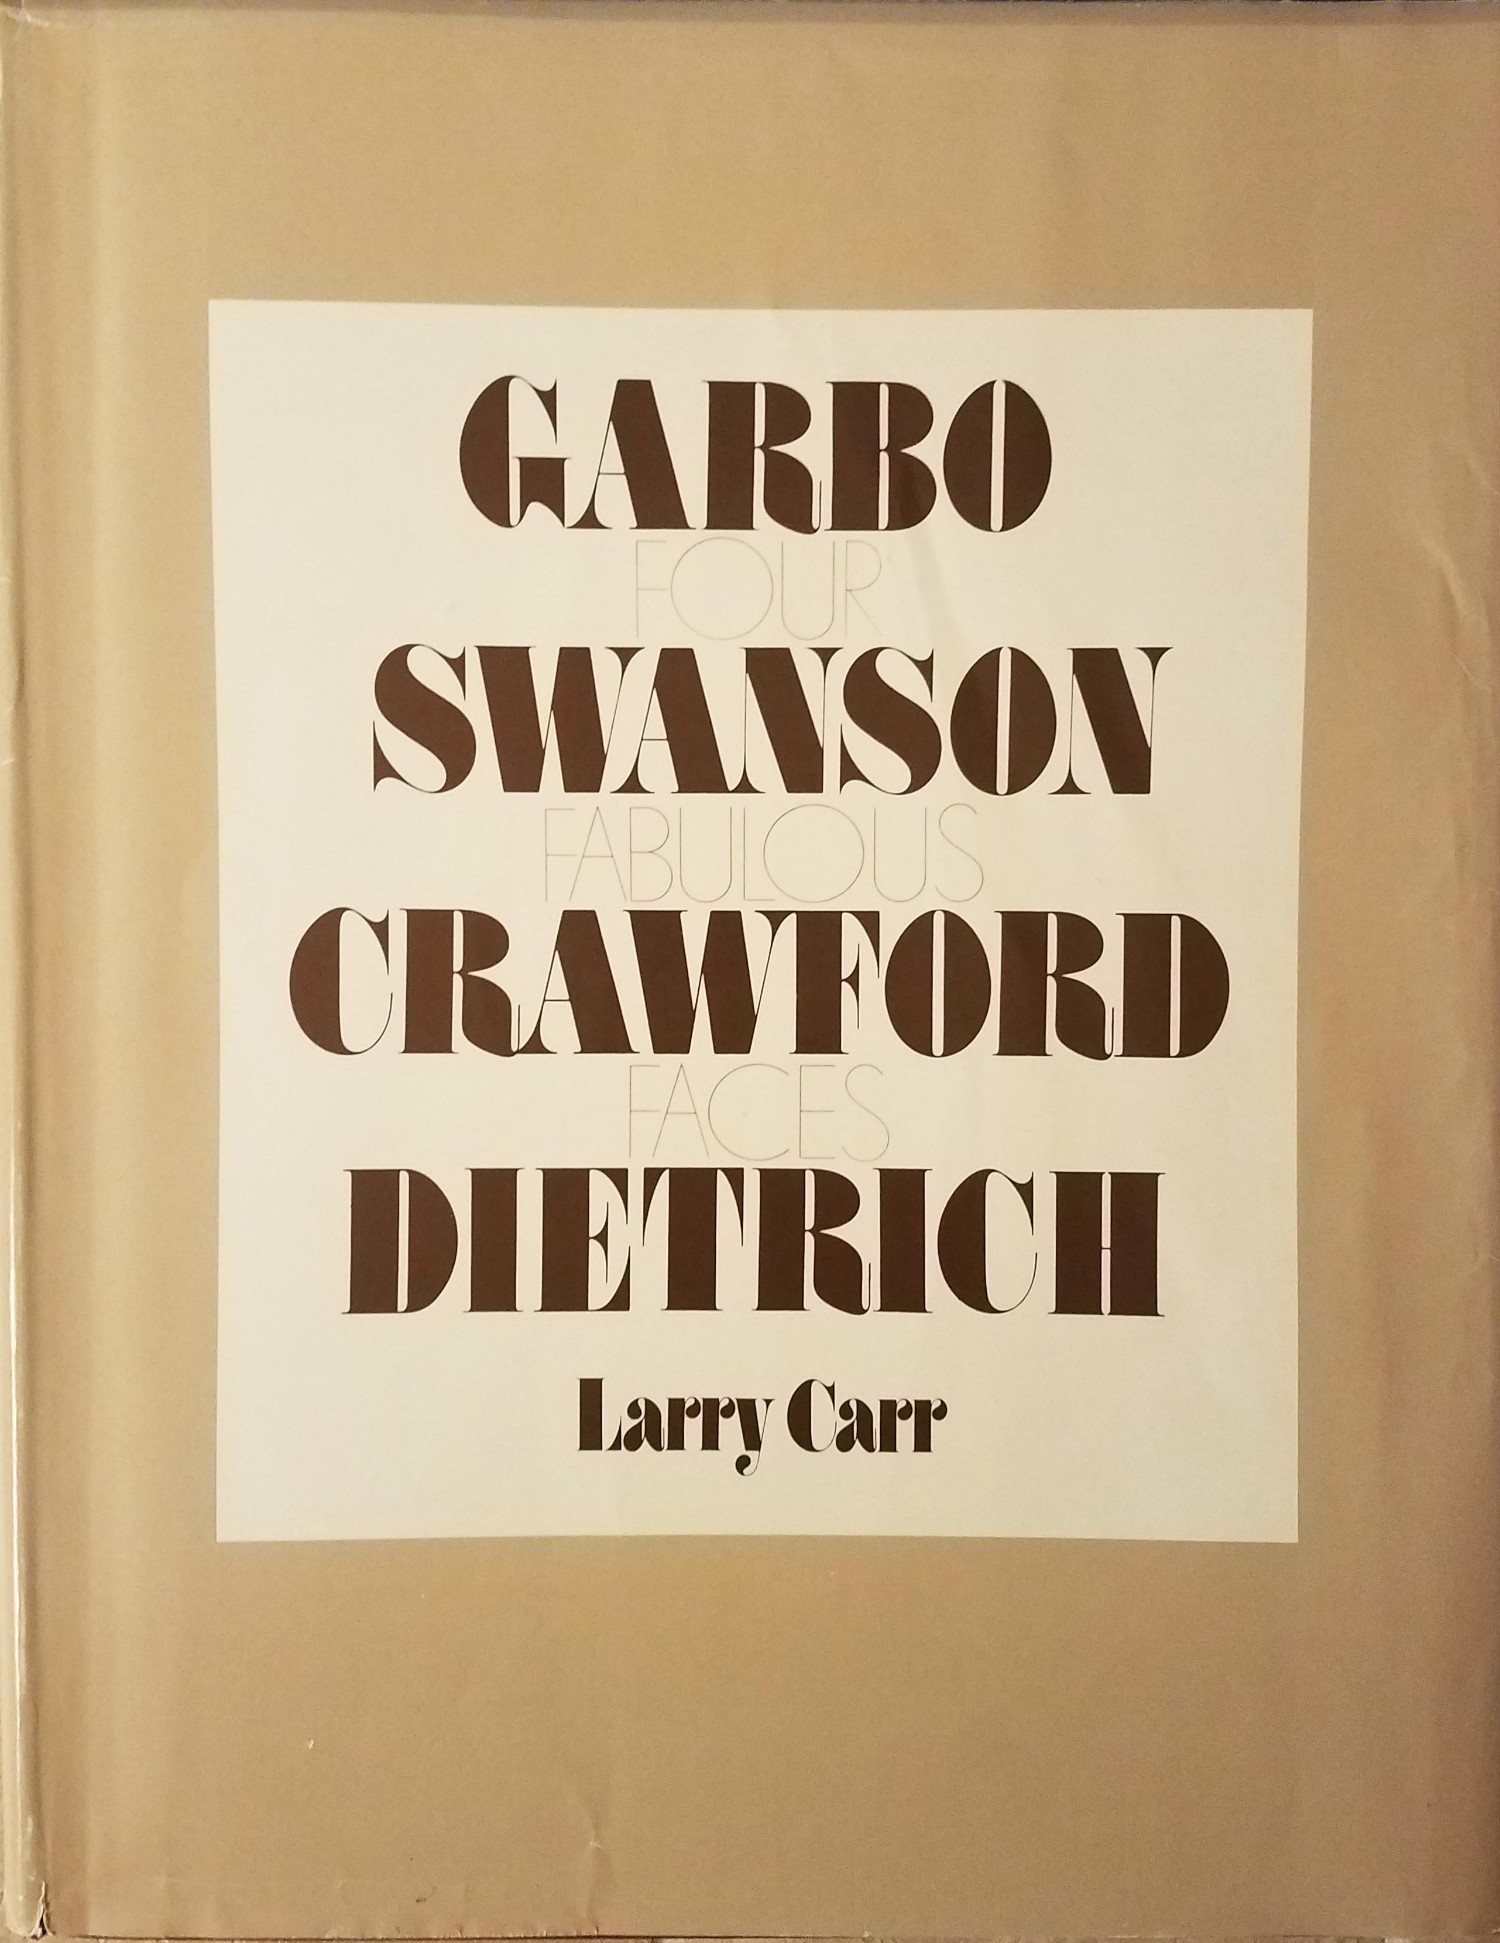 GARBO
FOUR
SWANSON
FABULOUS
CRAWFORD
FACES
DIETRICH
Larry Carr